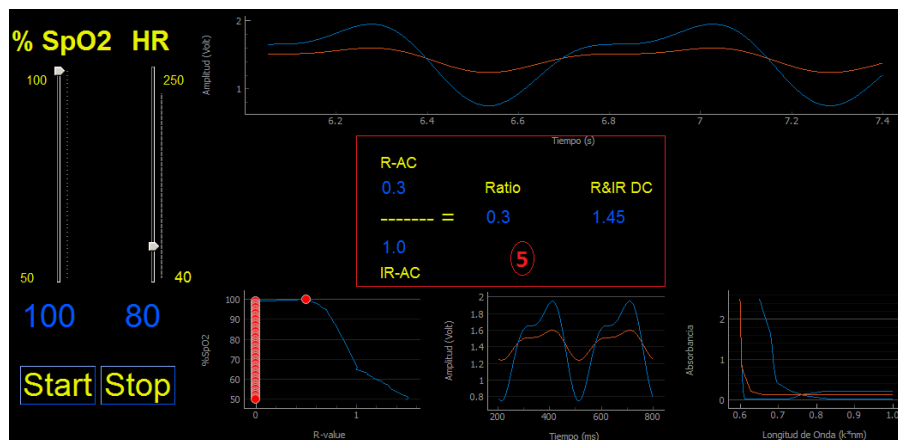 % SpO2 HR
100
250
50
40
100 80
Start Stop
Amplitud (Volt)
2
1
6.2 6.4 6.6 6.8 7 7.2 7.4
Tiempo (s)
R-AC
0.3 Ratio R&IR DC
------- = 0.3 1.45
1.0
IR-AC
5
%SpO2
100
90
80
70
60
50
0 1
R-value
Amplitud (Volt)
2
1.8
1.6
1.4
1.2
1
0.8
200 400 600 800
Tiempo (ms)
Absorbancia
2
1
0
0.6 0.7 0.8 0.9 1.0
Longitud de Onda (k*nm)